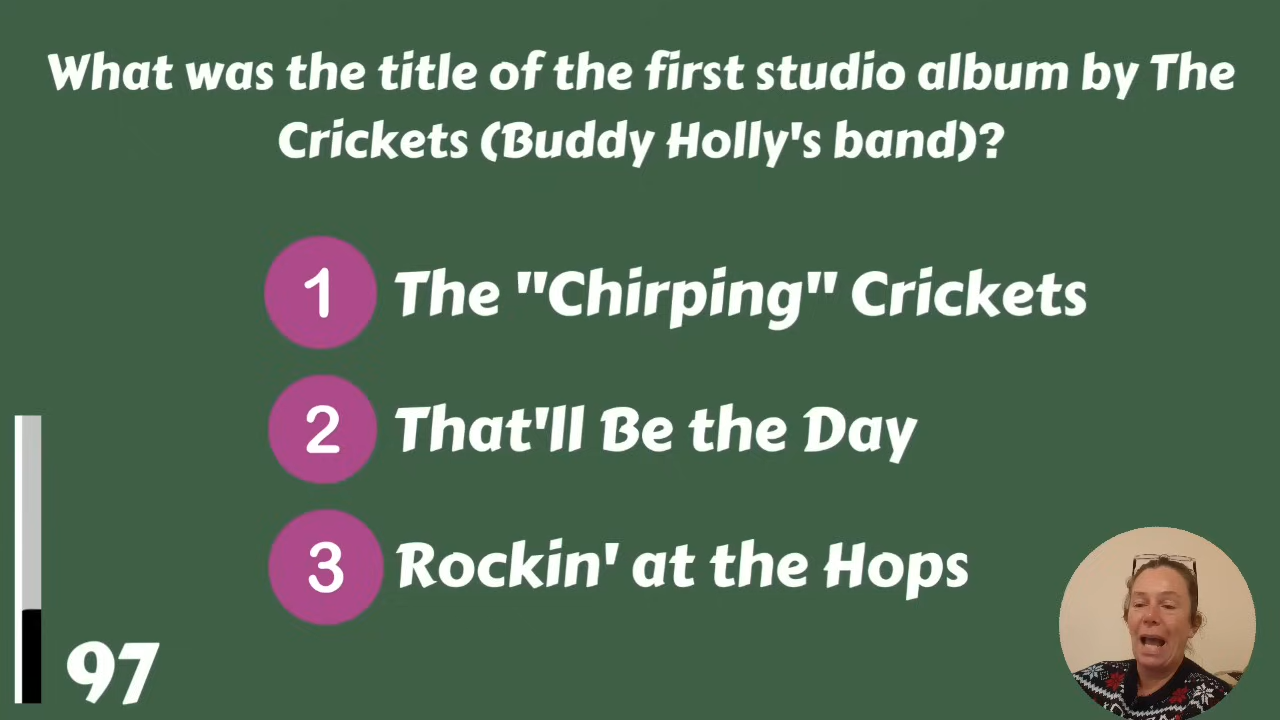 What was the title of the first studio album by The
Crickets (Buddy Holly's band)?
1 The "Chirping" Crickets
2 That'll Be the Day
3 Rockin' at the Hops
97